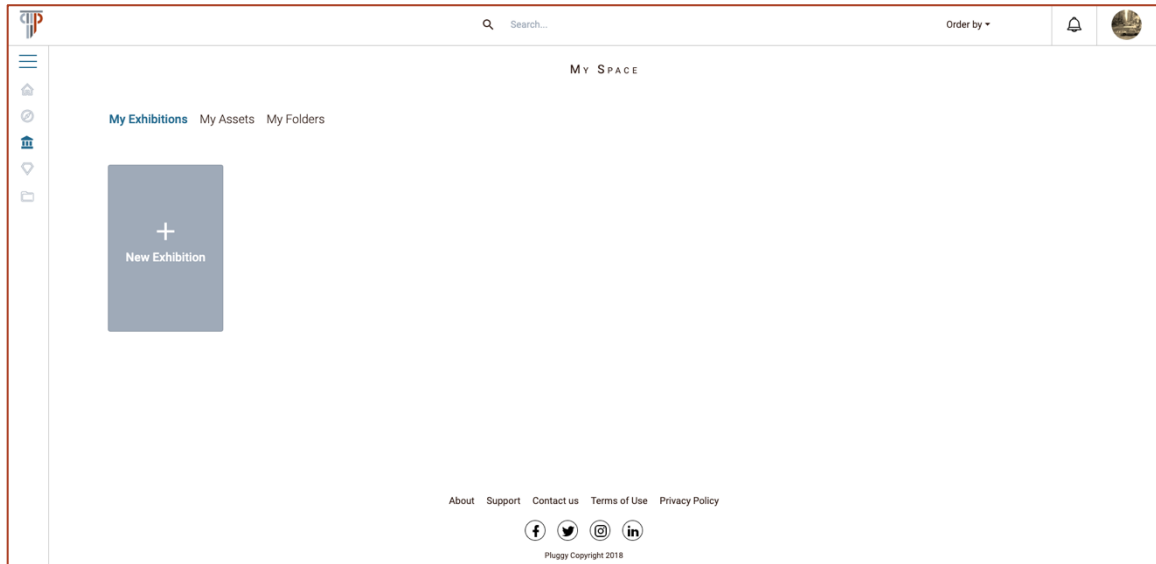 Search...
Order by
My Space
My Exhibitions My Assets My Folders
New Exhibition
About Support Contact us Terms of Use Privacy Policy
Pluggy Copyright 2018